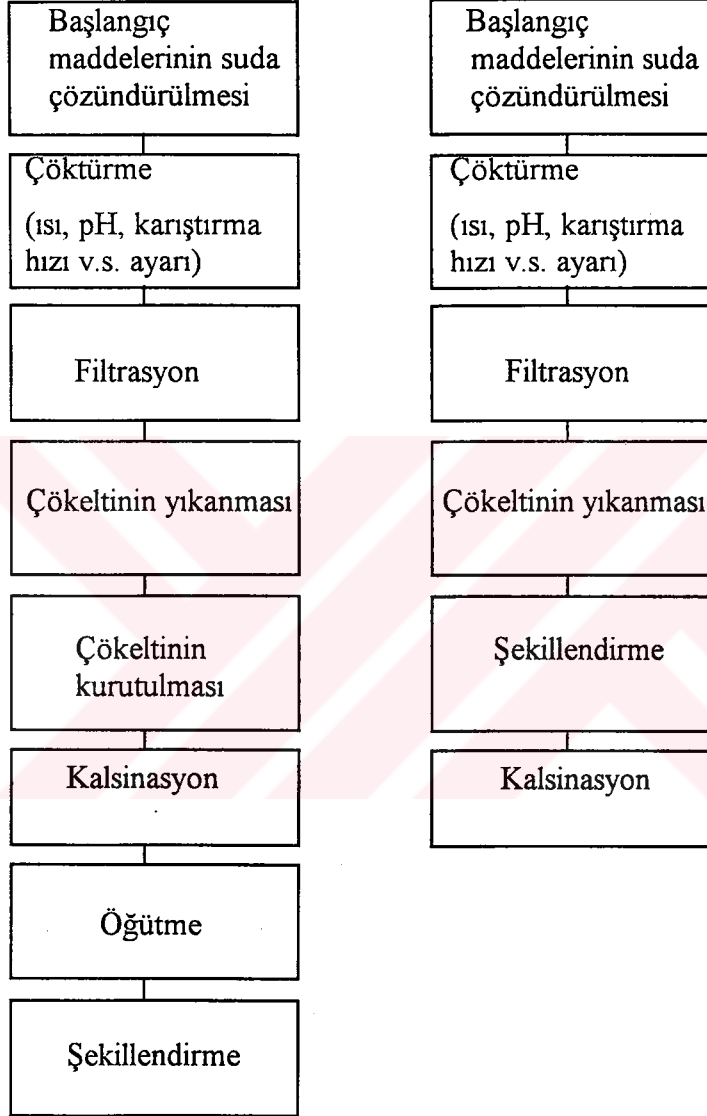 Başlangıç
maddelerinin suda
çözündürülmesi
Çöktürme
(ısı, pH, karıştırma
hızı v.s. ayarı)
Filtrasyon
Çökeltinin yıkanması
Çökeltinin
kurutulması
Kalsinasyon
Öğütme
Şekillendirme
Başlangıç
maddelerinin suda
çözündürülmesi
Çöktürme
(ısı, pH, karıştırma
hızı v.s. ayarı)
Filtrasyon
Çökeltinin yıkanması
Şekillendirme
Kalsinasyon